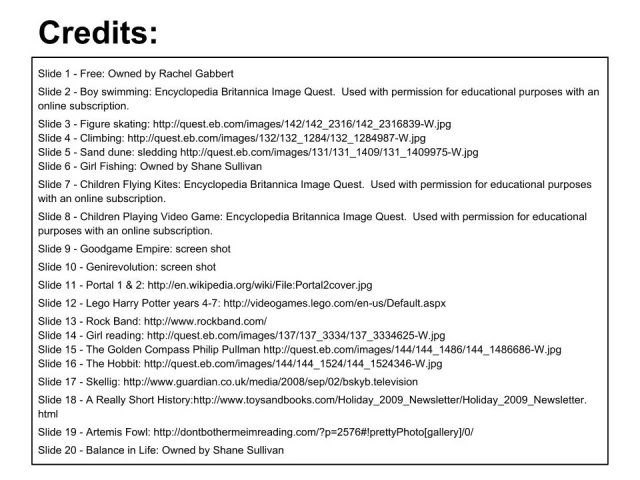 Credits:
Slide 1 - Free: Owned by Rachel Gabbert
Slide 2 - Boy swimming: Encyclopedia Britannica Image Quest.  Used with permission for educational purposes with an
online subscription.
Slide 3 - Figure skating: http://quest.eb.com/images/142/142_2316/142_2316839-W.jpg
Slide 4 - Climbing: http://quest.eb.com/images/132/132_1284/132_1284987-W.jpg
Slide 5 - Sand dune: sledding http://quest.eb.com/images/131/131_1409/131_1409975-W.jpg
Slide 6 - Girl Fishing: Owned by Shane Sullivan
Slide 7 - Children Flying Kites: Encyclopedia Britannica Image Quest.  Used with permission for educational purposes
with an online subscription.
Slide 8 - Children Playing Video Game: Encyclopedia Britannica Image Quest.  Used with permission for educational
purposes with an online subscription.
Slide 9 - Goodgame Empire: screen shot
Slide 10 - Genirevolution: screen shot
Slide 11 - Portal 1 & 2: http://en.wikipedia.org/wiki/File:Portal2cover.jpg
Slide 12 - Lego Harry Potter years 4-7: http://videogames.lego.com/en-us/Default.aspx
Slide 13 - Rock Band: http://www.rockband.com/
Slide 14 - Girl reading: http://quest.eb.com/images/137/137_3334/137_3334625-W.jpg
Slide 15 - The Golden Compass Philip Pullman http://quest.eb.com/images/144/144_1486/144_1486686-W.jpg
Slide 16 - The Hobbit: http://quest.eb.com/images/144/144_1524/144_1524346-W.jpg
Slide 17 - Skellig: http://www.guardian.co.uk/media/2008/sep/02/bskyb.television
Slide 18 - A Really Short History:http://www.toysandbooks.com/Holiday_2009_Newsletter/Holiday_2009_Newsletter.
html
Slide 19 - Artemis Fowl: http://dontbothermeimreading.com/?p=2576#!prettyPhoto[gallery]/0/
Slide 20 - Balance in Life: Owned by Shane Sullivan